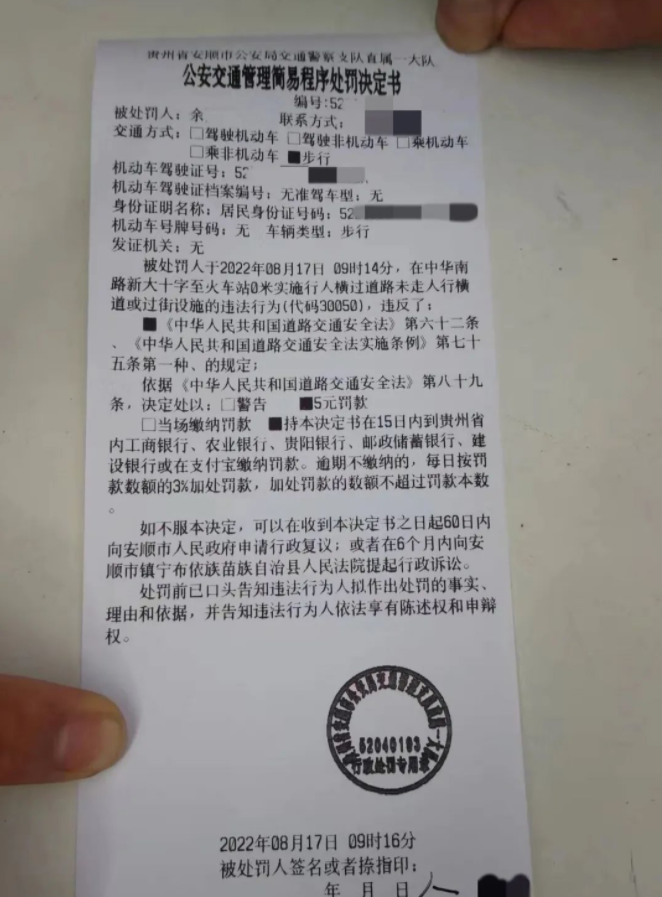 贵州省安顺市公安局交通警察支队直属一大队
公安交通管理简易程序处罚决定书
编号:52
被处罚人:余 联系方式:
交通方式:□驾驶机动车 □驾驶非机动车 □乘机动车
□乘非机动车 ■步行
机动车驾驶证号:52
机动车驾驶证档案编号:无准驾车型:无
身份证明名称:居民身份证号码:52
机动车号牌号码:无 车辆类型:步行
发证机关:无
被处罚人于2022年08月17日 09时14分,在中华南
路新大十字至火车站0米实施行人横过道路未走人行横
道或过街设施的违法行为(代码30050),违反了:
■《中华人民共和国道路交通安全法》第六十二条
、《中华人民共和国道路交通安全法实施条例》第七十
五条第一种、的规定;
依据《中华人民共和国道路交通安全法》第八十九
条,决定处以:□警告 ■5元罚款
□当场缴纳罚款 ■持本决定书在15日内到贵州省
内工商银行、农业银行、贵阳银行、邮政储蓄银行、建
设银行或在支付宝缴纳罚款。逾期不缴纳的,每日按罚
款数额的3%加处罚款,加处罚款的数额不超过罚款本数
。
如不服本决定,可以在收到本决定书之日起60日内
向安顺市人民政府申请行政复议;或者在6个月内向安
顺市镇宁布依族苗族自治县人民法院提起行政诉讼。
处罚前已口头告知违法行为人拟作出处罚的事实、
理由和依据,并告知违法行为人依法享有陈述权和申辩
权。
52040193
行政处罚专用章
2022年08月17日 09时16分
被处罚人签名或者捺指印:
年 月 日